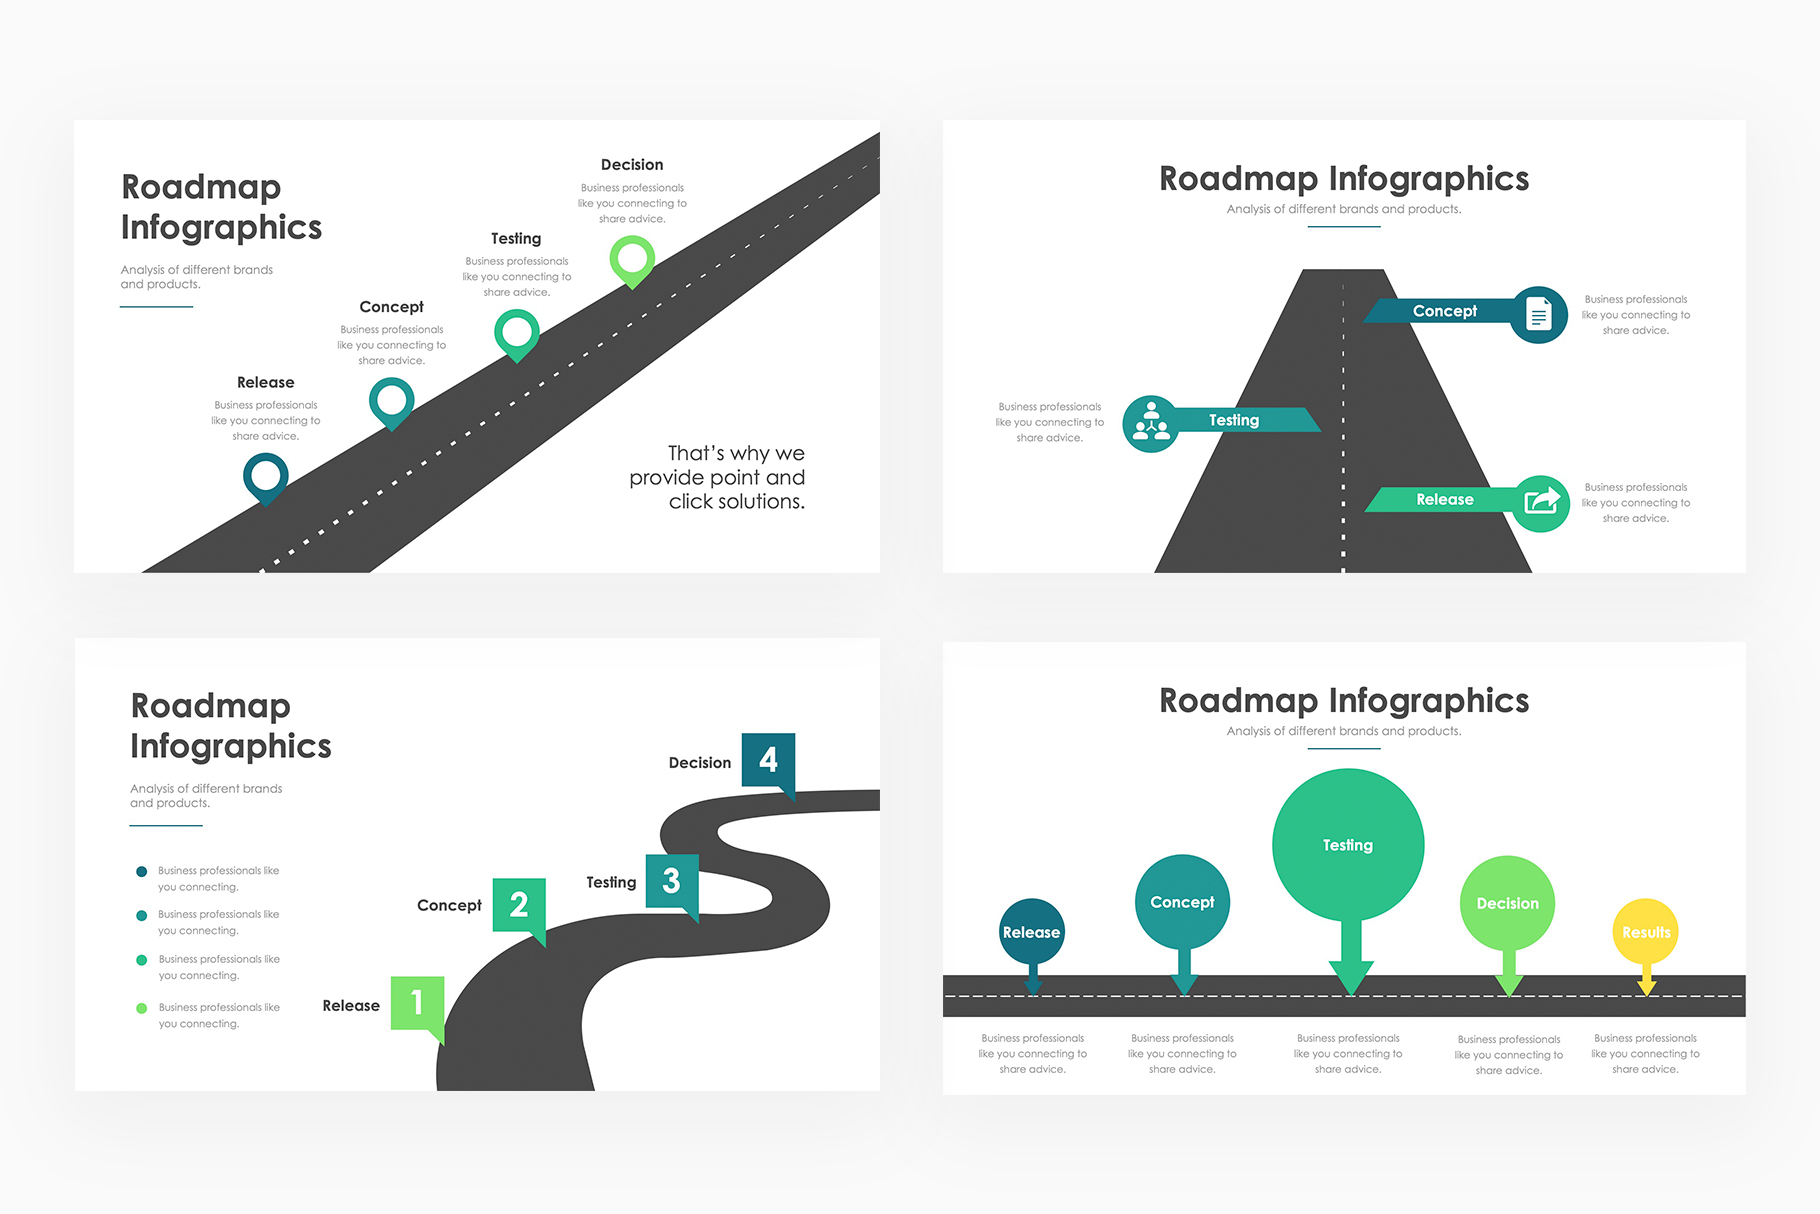 Roadmap
Infographics
Analysis of different brands
and products.
Decision
Business professionals
like you connecting to
share advice.
Testing
Business professionals
like you connecting to
share advice.
Concept
Business professionals
like you connecting to
share advice.
Release
Business professionals
like you connecting to
share advice.
That's why we
provide point and
click solutions.
Roadmap Infographics
Analysis of different brands and products.
Concept
Business professionals
like you connecting to
share advice.
Business professionals
like you connecting to
share advice.
Testing
Release
Business professionals
like you connecting to
share advice.
Roadmap
Infographics
Analysis of different brands
and products.
Business professionals like
you connecting.
Business professionals like
you connecting.
Business professionals like
you connecting.
Business professionals like
you connecting.
Decision
4
Testing
3
Concept
2
Release
1
Roadmap Infographics
Analysis of different brands and products.
Release
Concept
Testing
Decision
Results
Business professionals
like you connecting to
share advice.
Business professionals
like you connecting to
share advice.
Business professionals
like you connecting to
share advice.
Business professionals
like you connecting to
share advice.
Business professionals
like you connecting to
share advice.